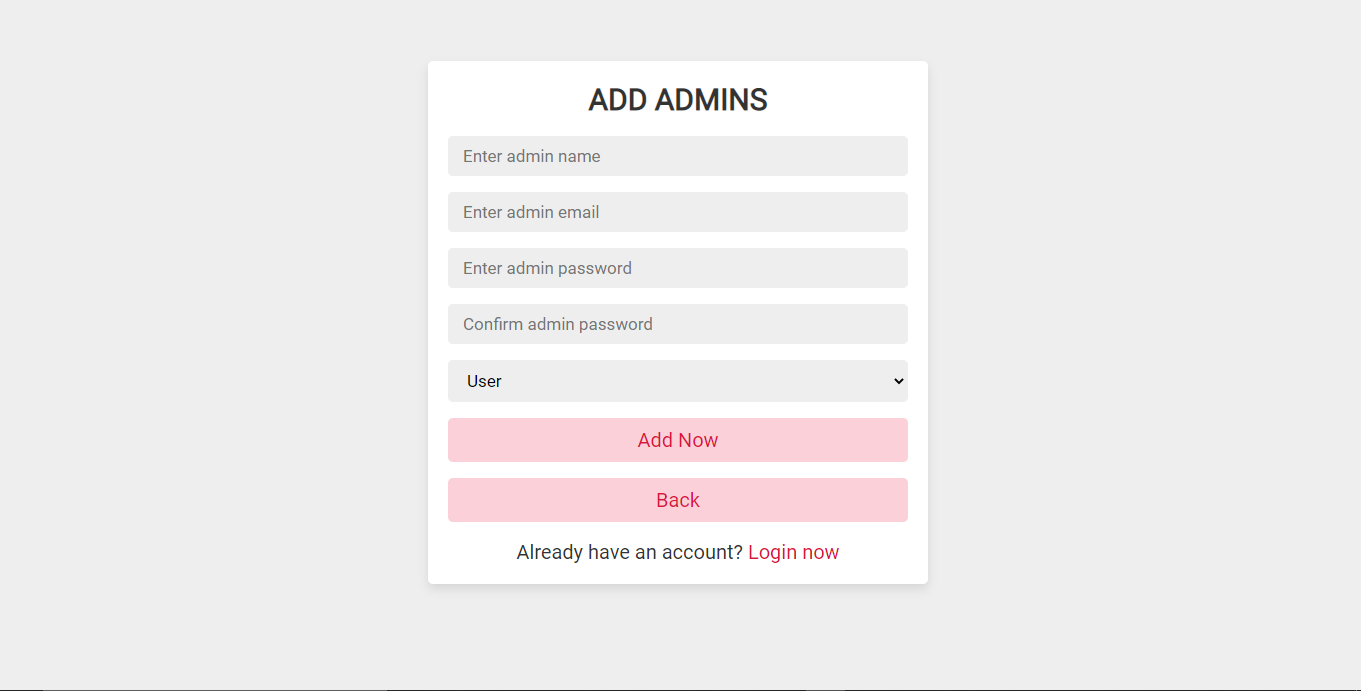 ADD ADMINS
Enter admin name
Enter admin email
Enter admin password
Confirm admin password
User
Add Now
Back
Already have an account? Login now